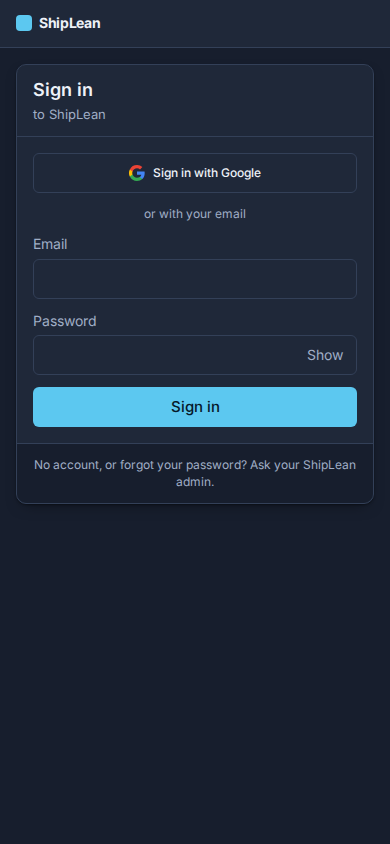 ShipLean
Sign in
to ShipLean
Sign in with Google
or with your email
Email
Password
Show
Sign in
No account, or forgot your password? Ask your ShipLean
admin.